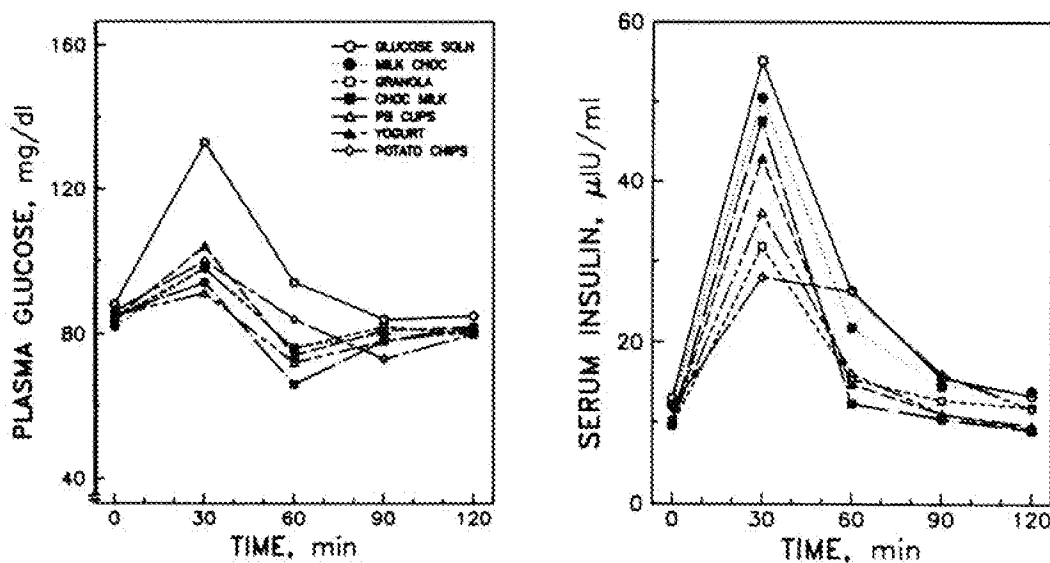 160
120
80
40
PLASMA GLUCOSE, mg/dl
GLUCOSE SOLN
MILK CHOC
GRANOLA
CHOC MILK
PB CUPS
YOGURT
POTATO CHIPS
0 30 60 90 120
TIME, min
60
40
20
0
SERUM INSULIN, μIU/ml
0 30 60 90 120
TIME, min